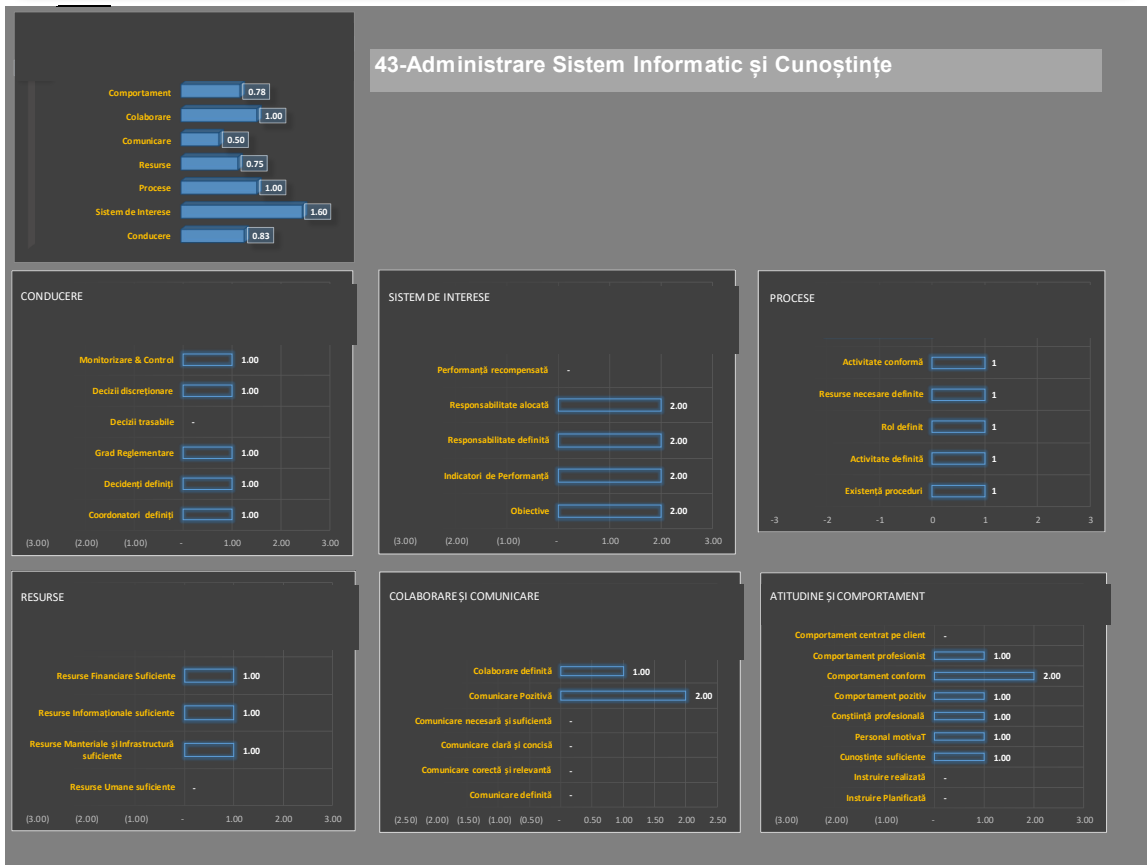 43-Administrare Sistem Informatic și Cunoștințe
Comportament 0.78
Colaborare 1.00
Comunicare 0.50
Resurse 0.75
Procese 1.00
Sistem de Interese 1.60
Conducere 0.83
CONDUCERE
Monitorizare & Control 1.00
Decizii discreționare 1.00
Decizii trasabile -
Grad Reglementare 1.00
Decidenți definiți 1.00
Coordonatori definiți 1.00
(3.00) (2.00) (1.00) - 1.00 2.00 3.00
SISTEM DE INTERESE
Performanță recompensată -
Responsabilitate alocată 2.00
Responsabilitate definită 2.00
Indicatori de Performanță 2.00
Obiective 2.00
(3.00) (2.00) (1.00) - 1.00 2.00 3.00
PROCESE
Activitate conformă 1
Resurse necesare definite 1
Rol definit 1
Activitate definită 1
Existență proceduri 1
-3 -2 -1 0 1 2 3
RESURSE
Resurse Financiare Suficiente 1.00
Resurse Informaționale suficiente 1.00
Resurse Manteriale și Infrastructură
suficiente 1.00
Resurse Umane suficiente -
(3.00) (2.00) (1.00) - 1.00 2.00 3.00
COLABORARE ȘI COMUNICARE
Colaborare definită 1.00
Comunicare Pozitivă 2.00
Comunicare necesară și suficientă -
Comunicare clară și concisă -
Comunicare corectă și relevantă -
Comunicare definită -
(2.50) (2.00) (1.50) (1.00) (0.50) - 0.50 1.00 1.50 2.00 2.50
ATITUDINE ȘI COMPORTAMENT
Comportament centrat pe client -
Comportament profesionist 1.00
Comportament conform 2.00
Comportament pozitiv 1.00
Conștiință profesională 1.00
Personal motivaT 1.00
Cunoștințe suficiente 1.00
Instruire realizată -
Instruire Planificată -
(3.00) (2.00) (1.00) - 1.00 2.00 3.00